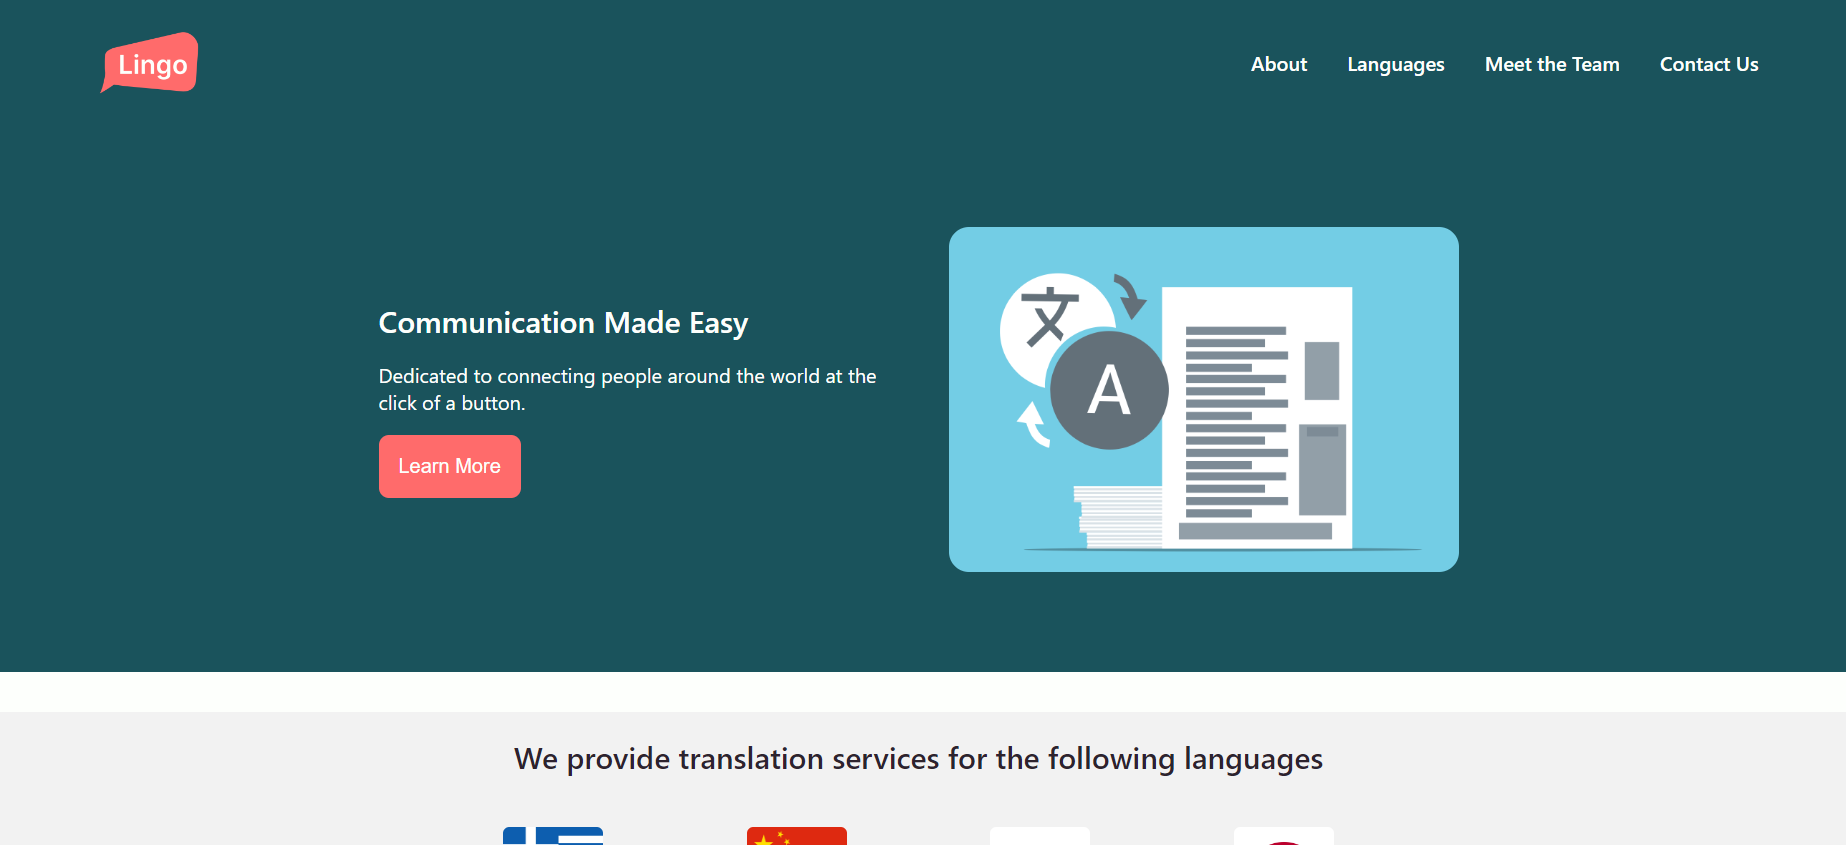 Lingo
About
Languages
Meet the Team
Contact Us
Communication Made Easy
Dedicated to connecting people around the world at the
click of a button.
Learn More
文
A
We provide translation services for the following languages